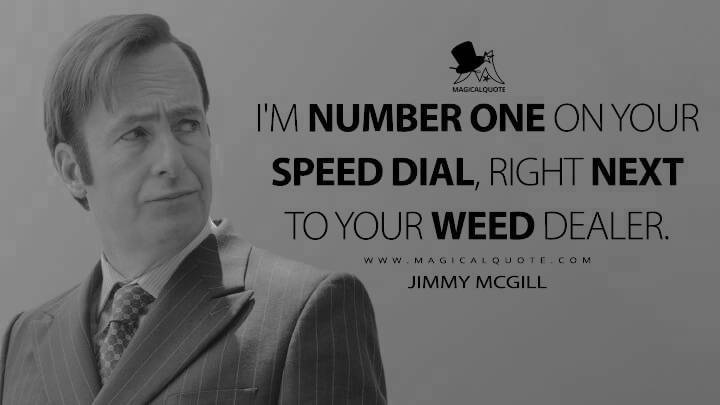 MAGICALQUOTE
I'M NUMBER ONE ON YOUR
SPEED DIAL, RIGHT NEXT
TO YOUR WEED DEALER.
WWW.MAGICALQUOTE.COM
JIMMY MCGILL